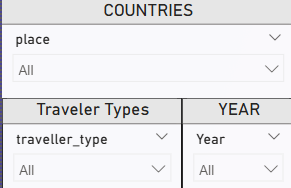 COUNTRIES
place
All
Traveler Types YEAR
traveller_type Year
All All